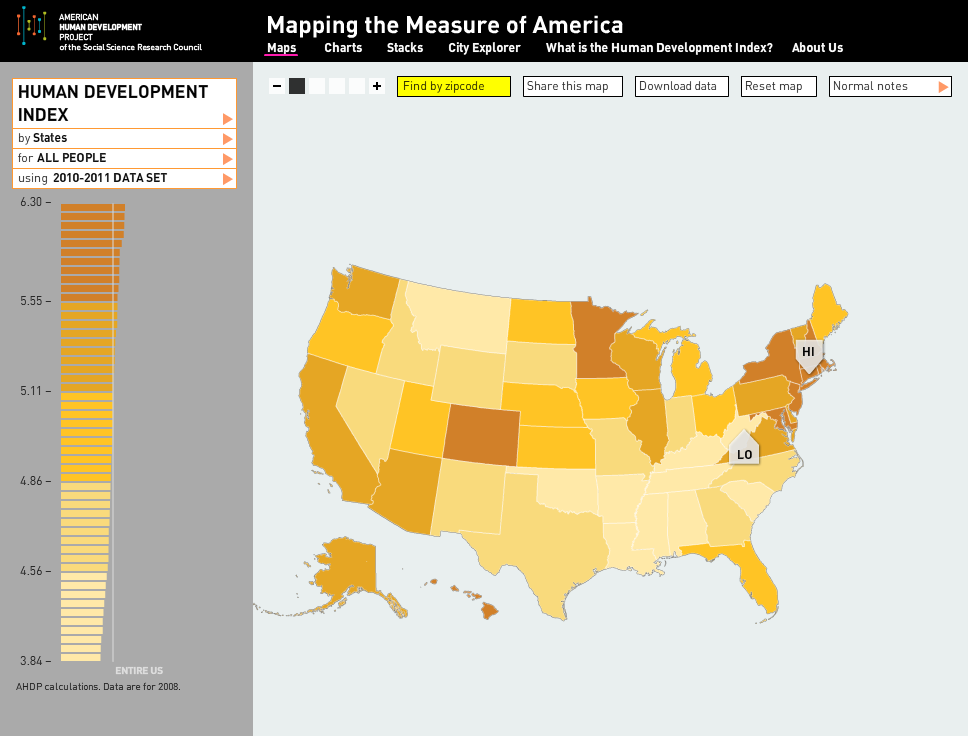 AMERICAN
HUMAN DEVELOPMENT
PROJECT
of the Social Science Research Council
Mapping the Measure of America
Maps Charts Stacks City Explorer What is the Human Development Index? About Us
− + Find by zipcode Share this map Download data Reset map Normal notes
HUMAN DEVELOPMENT
INDEX
by States
for ALL PEOPLE
using 2010-2011 DATA SET
6.30 –
5.55 –
5.11 –
4.86 –
4.56 –
3.84 –
ENTIRE US
AHDP calculations. Data are for 2008.
HI
LO